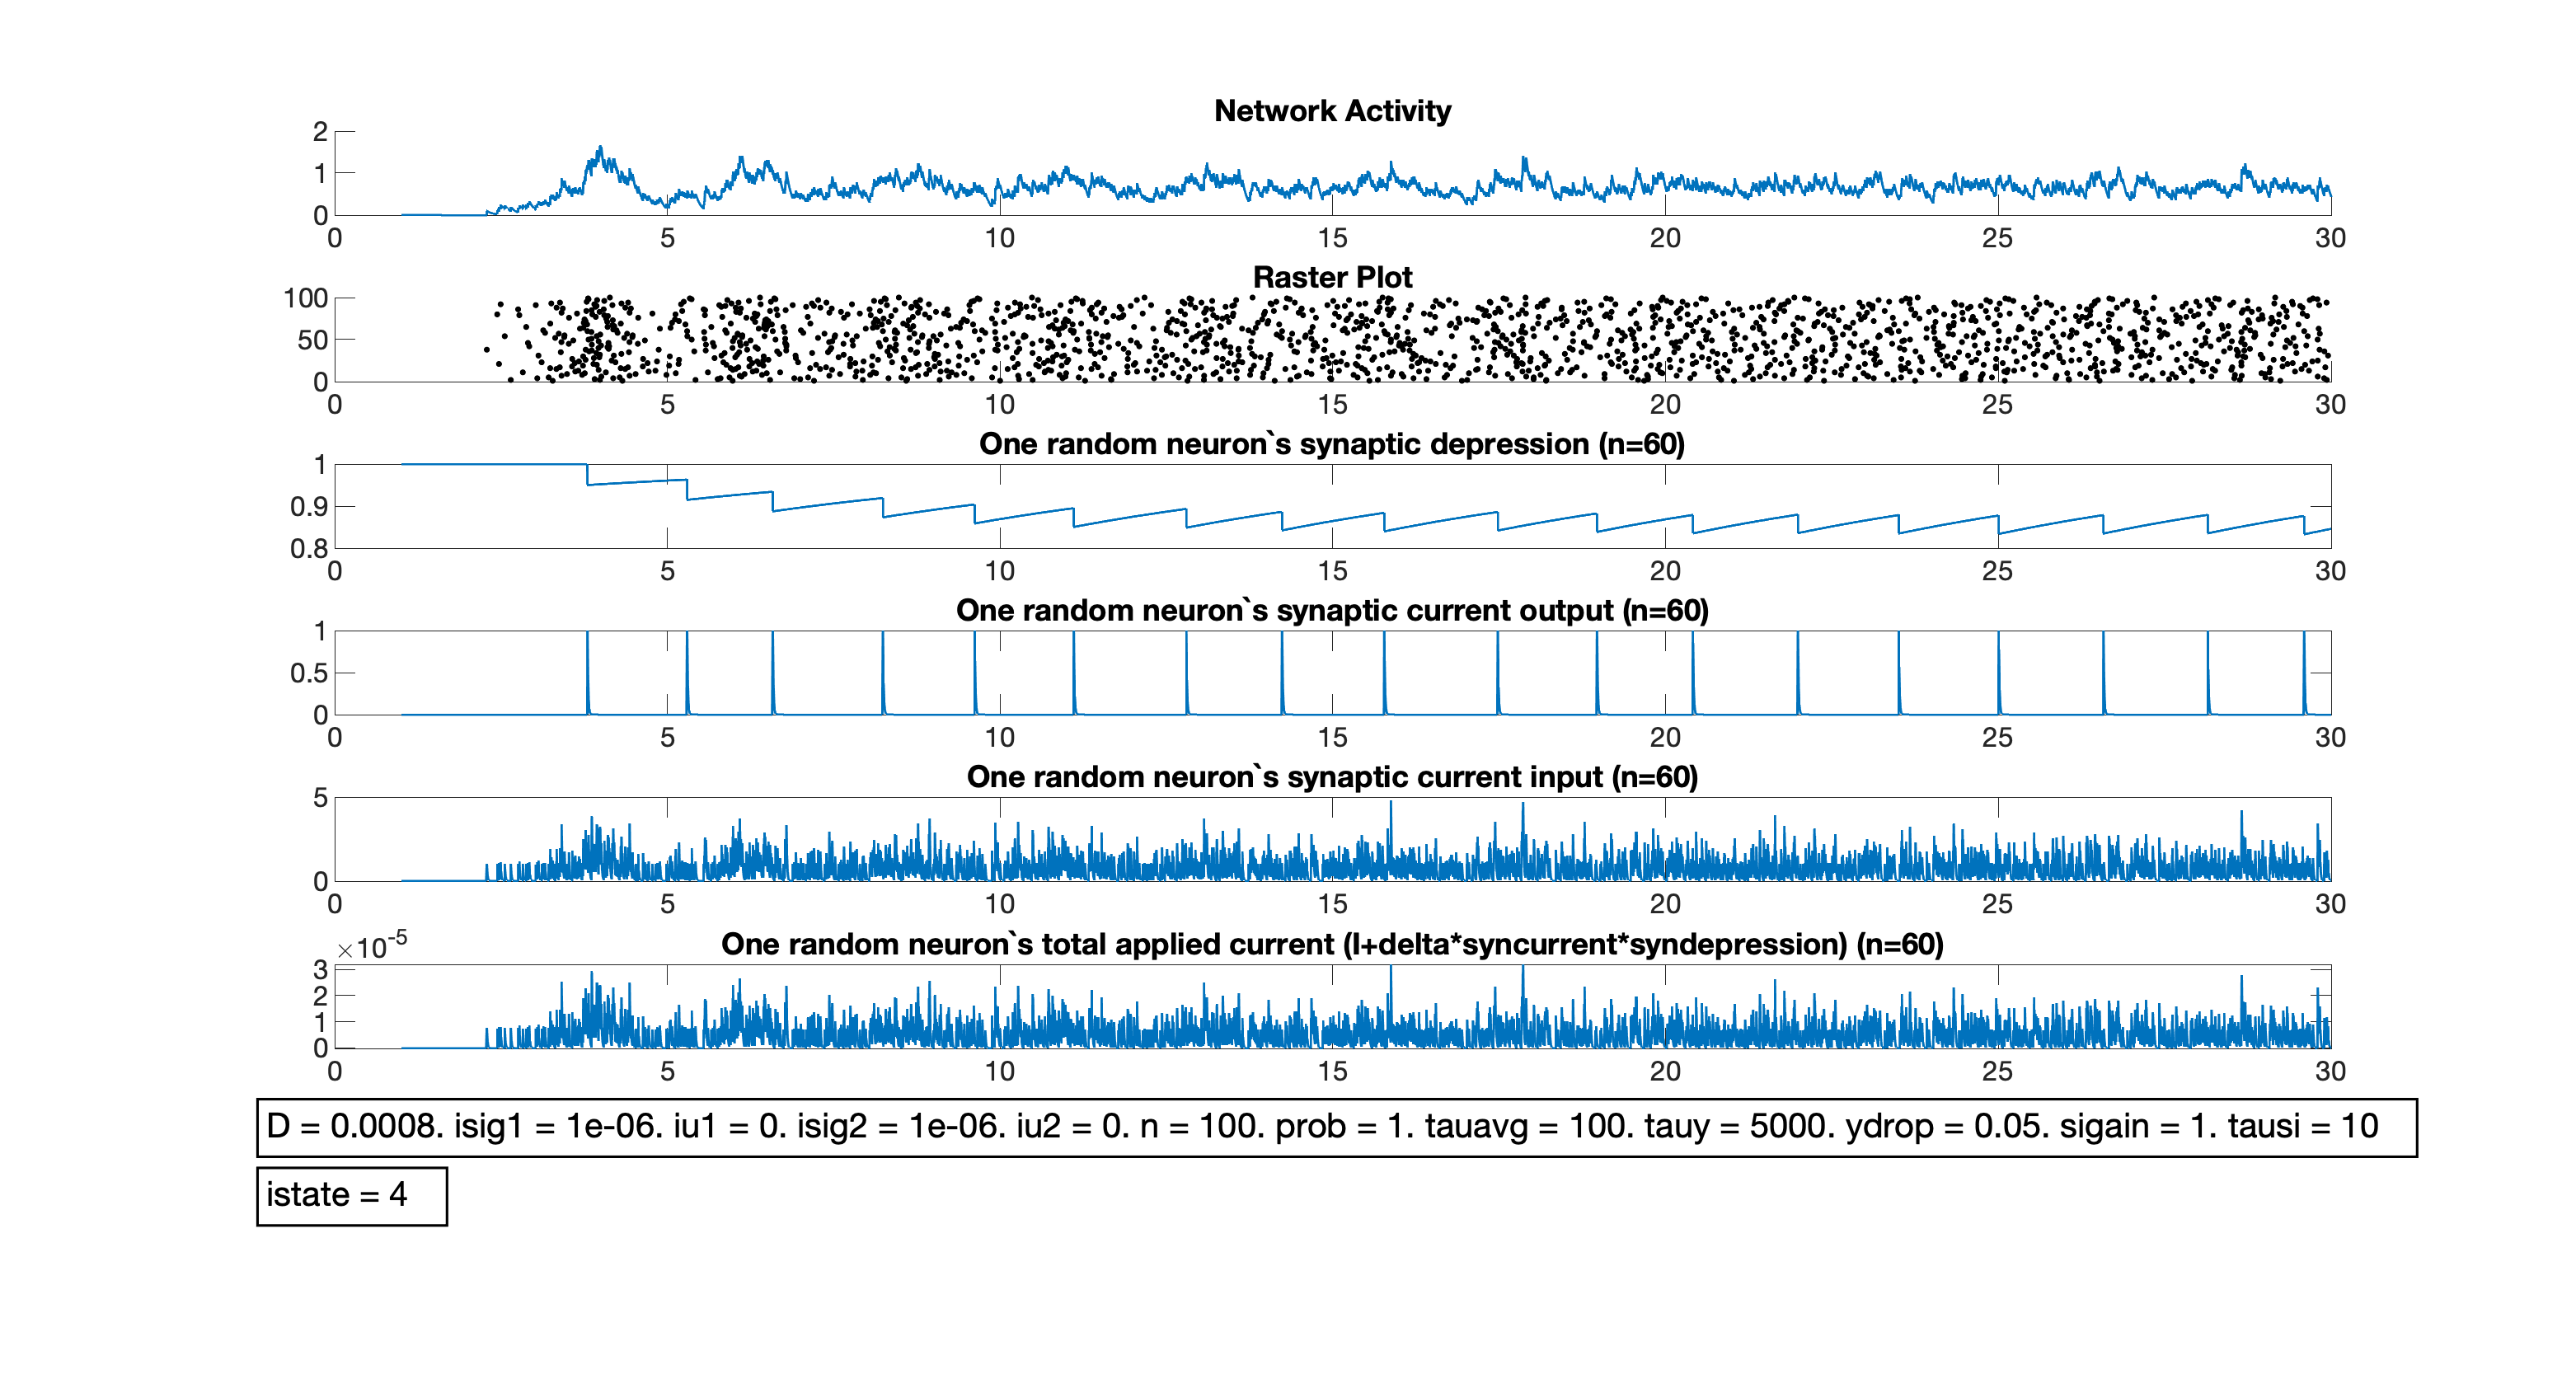 Network Activity
2
1
0
0 5 10 15 20 25 30
Raster Plot
100
50
0
0 5 10 15 20 25 30
One random neuron`s synaptic depression (n=60)
1
0.9
0.8
0 5 10 15 20 25 30
One random neuron`s synaptic current output (n=60)
1
0.5
0
0 5 10 15 20 25 30
One random neuron`s synaptic current input (n=60)
5
0
0 5 10 15 20 25 30
×10-5 One random neuron`s total applied current (I+delta*syncurrent*syndepression) (n=60)
3
2
1
0
0 5 10 15 20 25 30
D = 0.0008. isig1 = 1e-06. iu1 = 0. isig2 = 1e-06. iu2 = 0. n = 100. prob = 1. tauavg = 100. tauy = 5000. ydrop = 0.05. sigain = 1. tausi = 10
istate = 4